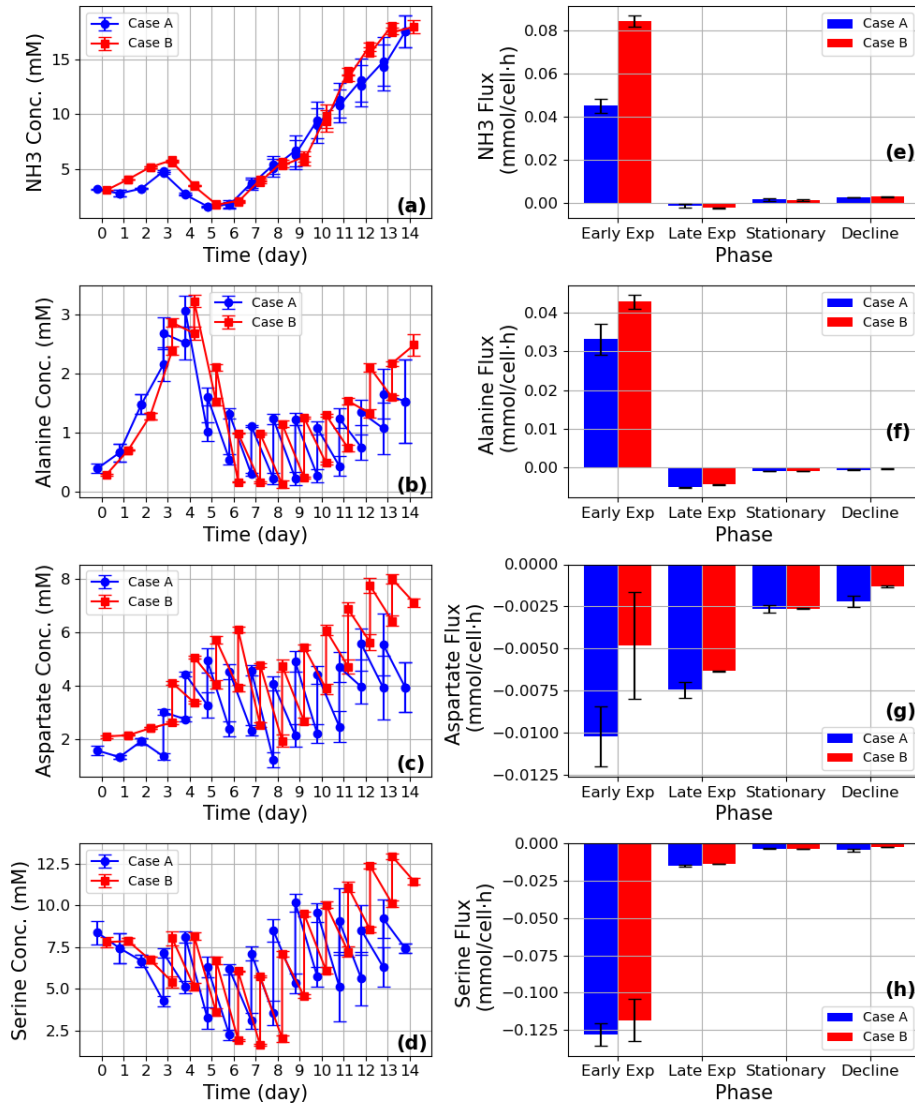 NH3 Conc. (mM)
15
10
5
Case A
Case B
(a)
0 1 2 3 4 5 6 7 8 9 10 11 12 13 14
Time (day)
NH3 Flux
(mmol/cell·h)
0.08
0.06
0.04
0.02
0.00
Case A
Case B
(e)
Early Exp Late Exp Stationary Decline
Phase
Alanine Conc. (mM)
3
2
1
0
Case A
Case B
(b)
0 1 2 3 4 5 6 7 8 9 10 11 12 13 14
Time (day)
Alanine Flux
(mmol/cell·h)
0.04
0.03
0.02
0.01
0.00
Case A
Case B
(f)
Early Exp Late Exp Stationary Decline
Phase
Aspartate Conc. (mM)
8
6
4
2
Case A
Case B
(c)
0 1 2 3 4 5 6 7 8 9 10 11 12 13 14
Time (day)
Aspartate Flux
(mmol/cell·h)
0.0000
−0.0025
−0.0050
−0.0075
−0.0100
−0.0125
(g)
Case A
Case B
Early Exp Late Exp Stationary Decline
Phase
Serine Conc. (mM)
12.5
10.0
7.5
5.0
2.5
Case A
Case B
(d)
0 1 2 3 4 5 6 7 8 9 10 11 12 13 14
Time (day)
Serine Flux
(mmol/cell·h)
0.000
−0.025
−0.050
−0.075
−0.100
−0.125
(h)
Case A
Case B
Early Exp Late Exp Stationary Decline
Phase